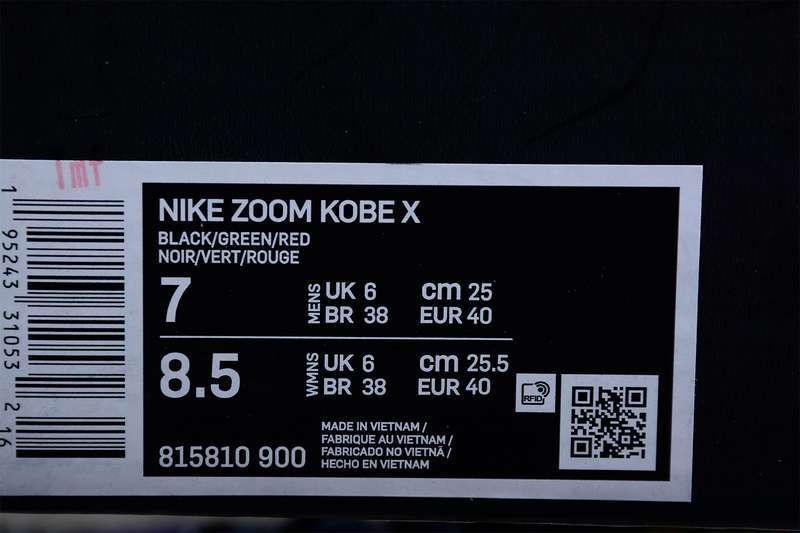 1MT
NIKE ZOOM KOBE X
BLACK/GREEN/RED
NOIR/VERT/ROUGE
7
MENS
UK 6 cm 25
BR 38 EUR 40
8.5
WMNS
UK 6 cm 25.5
BR 38 EUR 40
RFID
815810 900
MADE IN VIETNAM /
FABRIQUE AU VIETNAM /
FABRICADO NO VIETNÃ /
HECHO EN VIETNAM
1 95243 31053 2 16